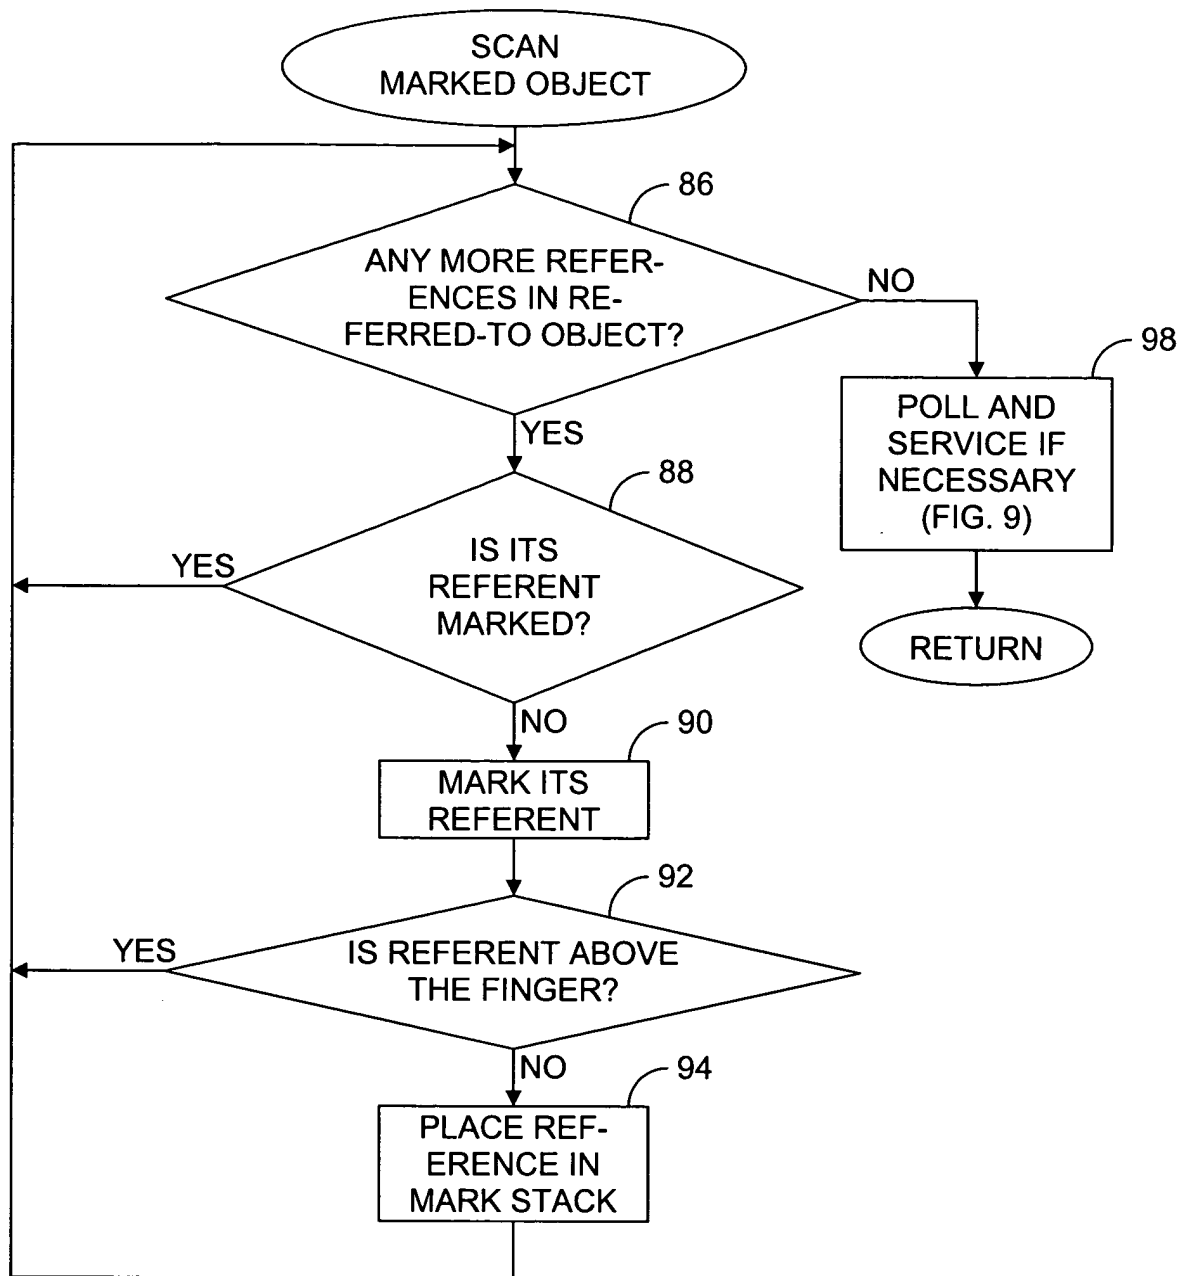 SCAN
MARKED OBJECT
86
ANY MORE REFER-
ENCES IN RE-
FERRED-TO OBJECT?
NO
98
POLL AND
SERVICE IF
NECESSARY
(FIG. 9)
RETURN
YES
88
IS ITS
REFERENT
MARKED?
YES
NO
90
MARK ITS
REFERENT
92
IS REFERENT ABOVE
THE FINGER?
YES
NO
94
PLACE REF-
ERENCE IN
MARK STACK